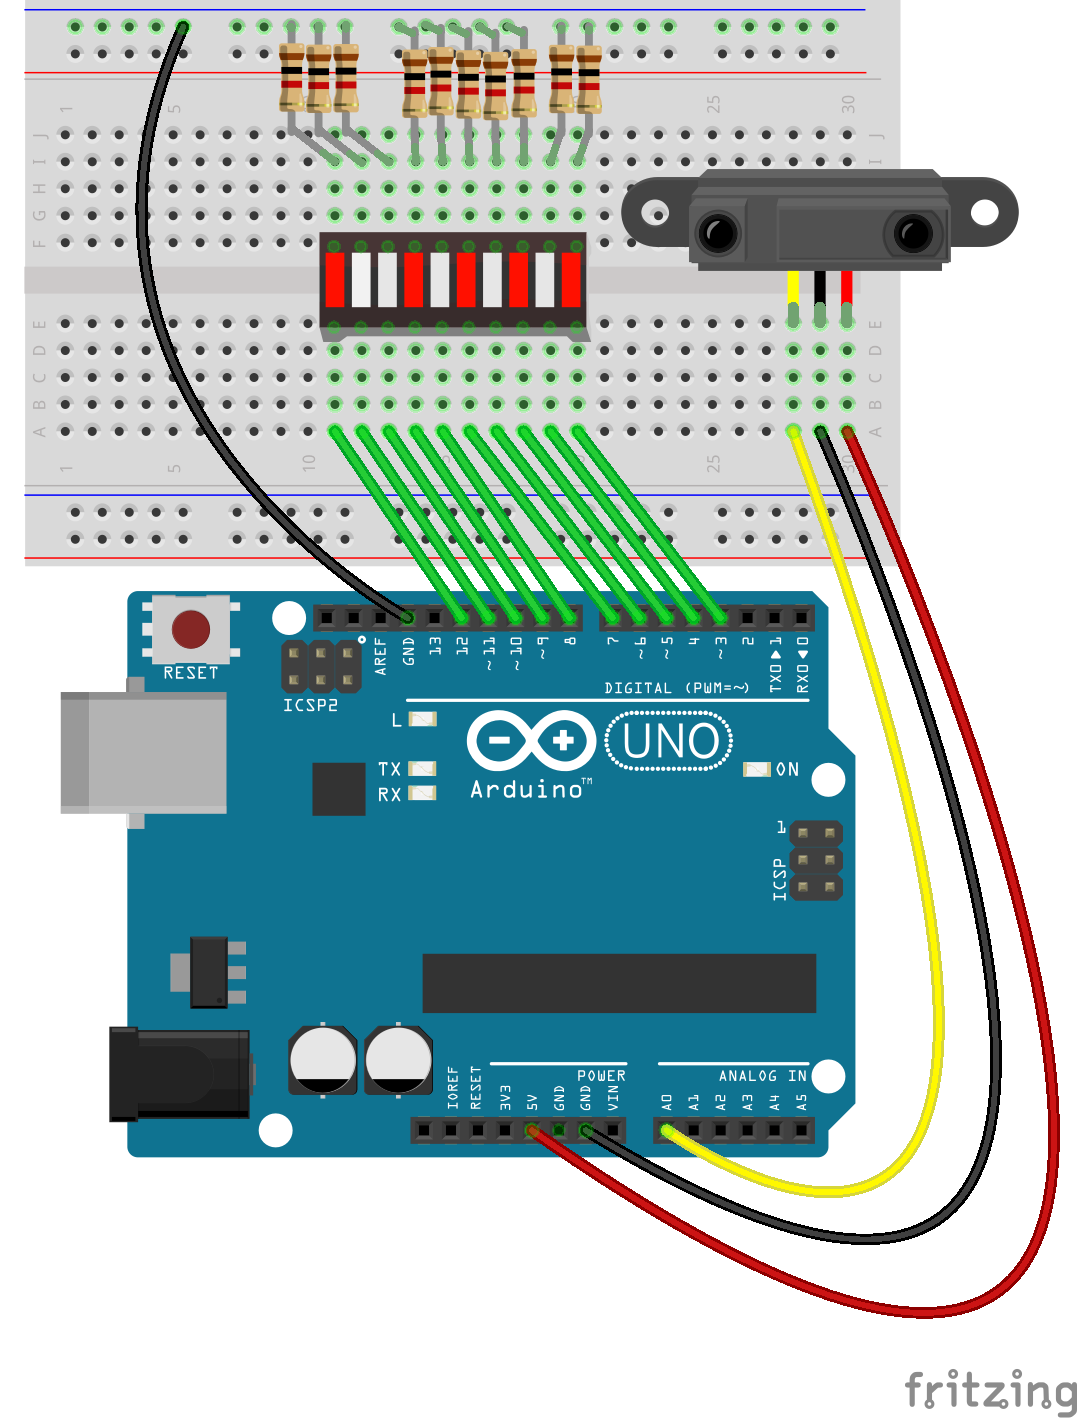 1 5 25 30
J J
I I
H
G
F
E E
D D
C C
B B
A A
1 5 10 25 30
RESET
ICSP2
AREF GND 13 12 ~11 ~10 ~9 8 7 ~6 ~5 4 ~3 2 TX0▶1 RX0◀0
DIGITAL (PWM=~)
L
TX
RX
Arduino™
UNO
ON
1
ICSP
IOREF RESET 3V3 5V GND GND VIN A0 A1 A2 A3 A4 A5
POWER
ANALOG IN
fritzing